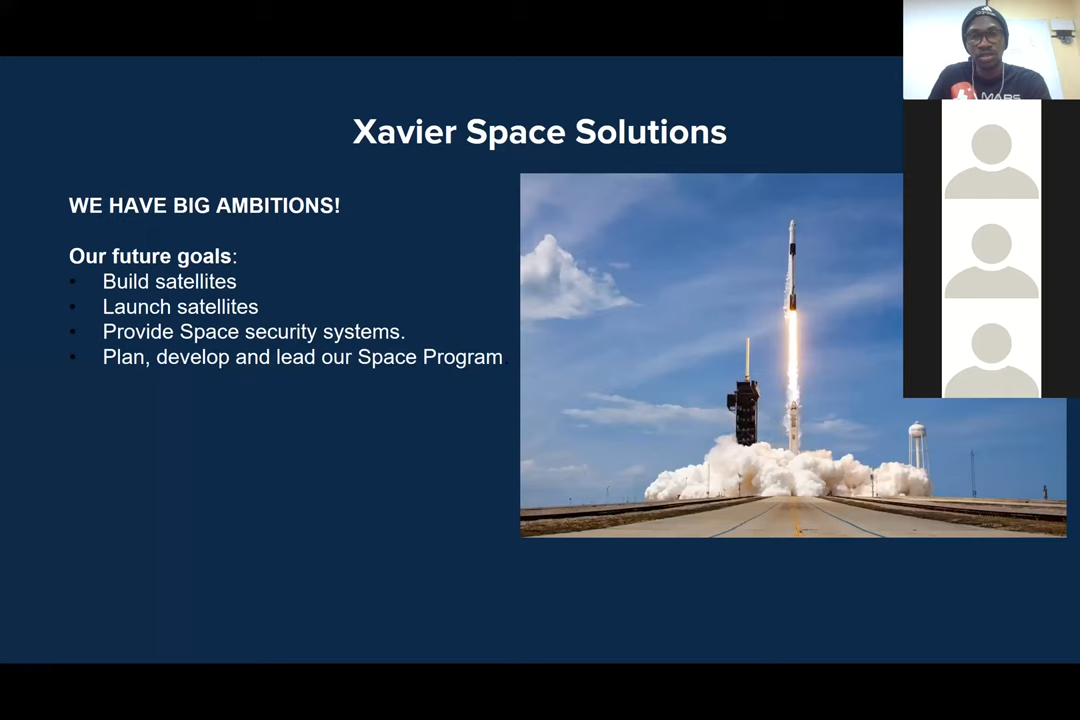 Xavier Space Solutions
WE HAVE BIG AMBITIONS!
Our future goals:
• Build satellites
• Launch satellites
• Provide Space security systems.
• Plan, develop and lead our Space Program.
MARS